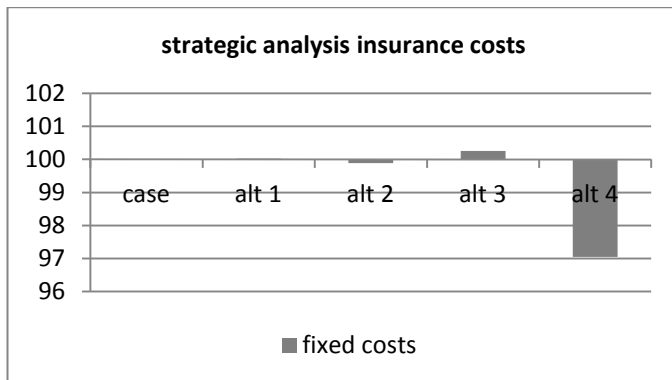 strategic analysis insurance costs
102
101
100
99
98
97
96
case alt 1 alt 2 alt 3 alt 4
fixed costs